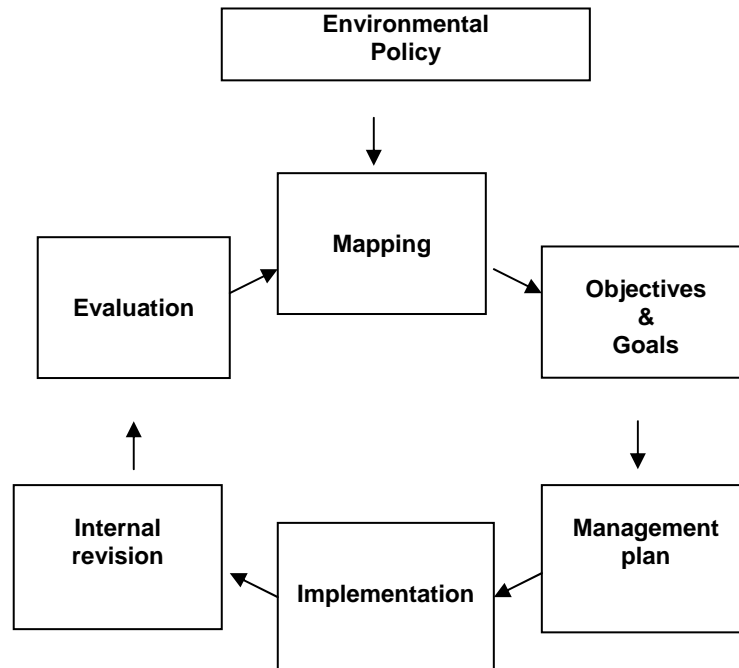 Environmental
Policy
Mapping
Evaluation
Objectives
&
Goals
Internal
revision
Management
plan
Implementation